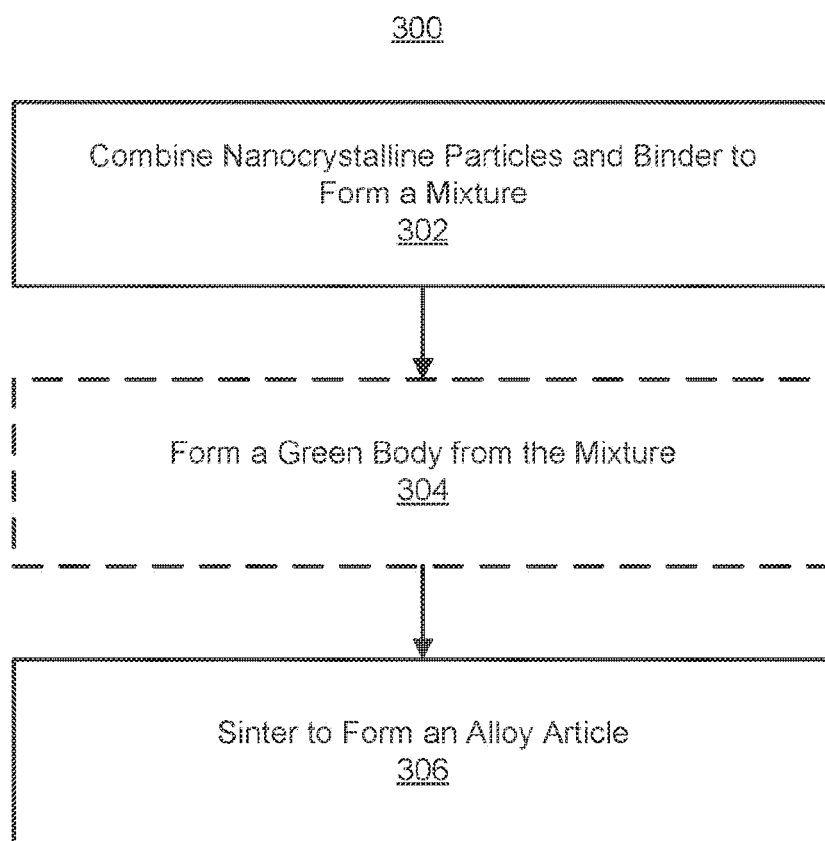 300
Combine Nanocrystalline Particles and Binder to
Form a Mixture
302
Form a Green Body from the Mixture
304
Sinter to Form an Alloy Article
306